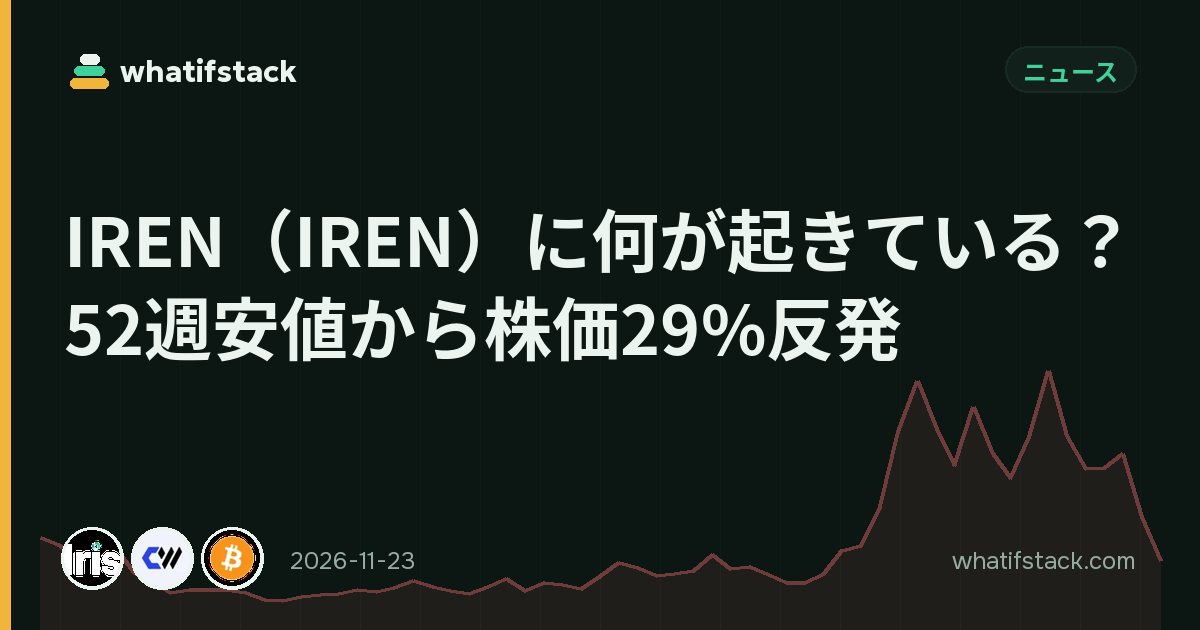 whatifstack
ニュース
IREN（IREN）に何が起きている？
52週安値から株価29%反発
Iris
CW
2026-11-23
whatifstack.com